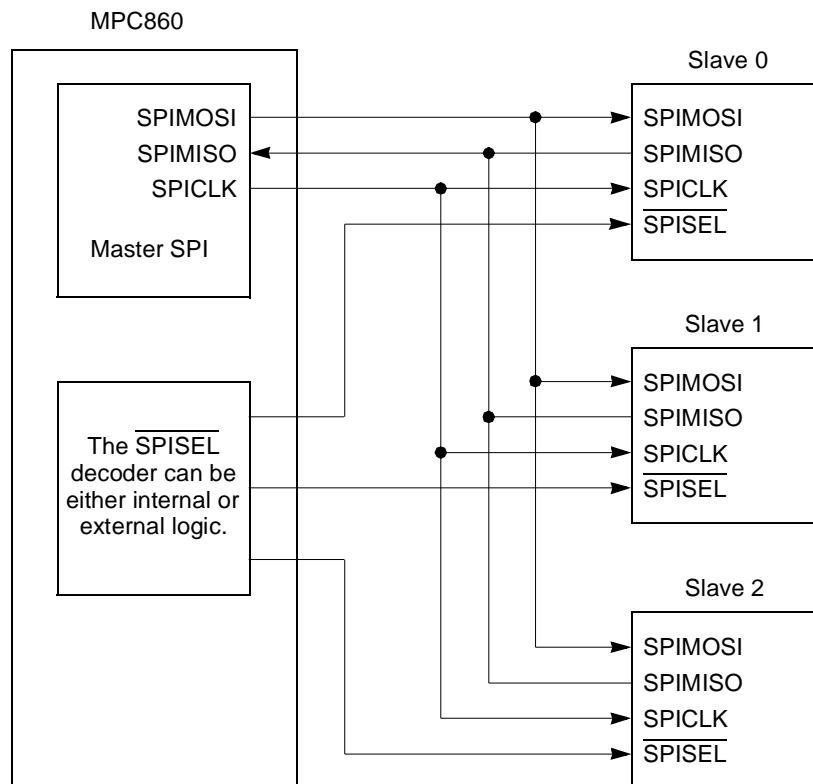 MPC860
SPIMOSI
SPIMISO
SPICLK
Master SPI
The SPISEL
decoder can be
either internal or
external logic.
Slave 0
SPIMOSI
SPIMISO
SPICLK
SPISEL
Slave 1
SPIMOSI
SPIMISO
SPICLK
SPISEL
Slave 2
SPIMOSI
SPIMISO
SPICLK
SPISEL